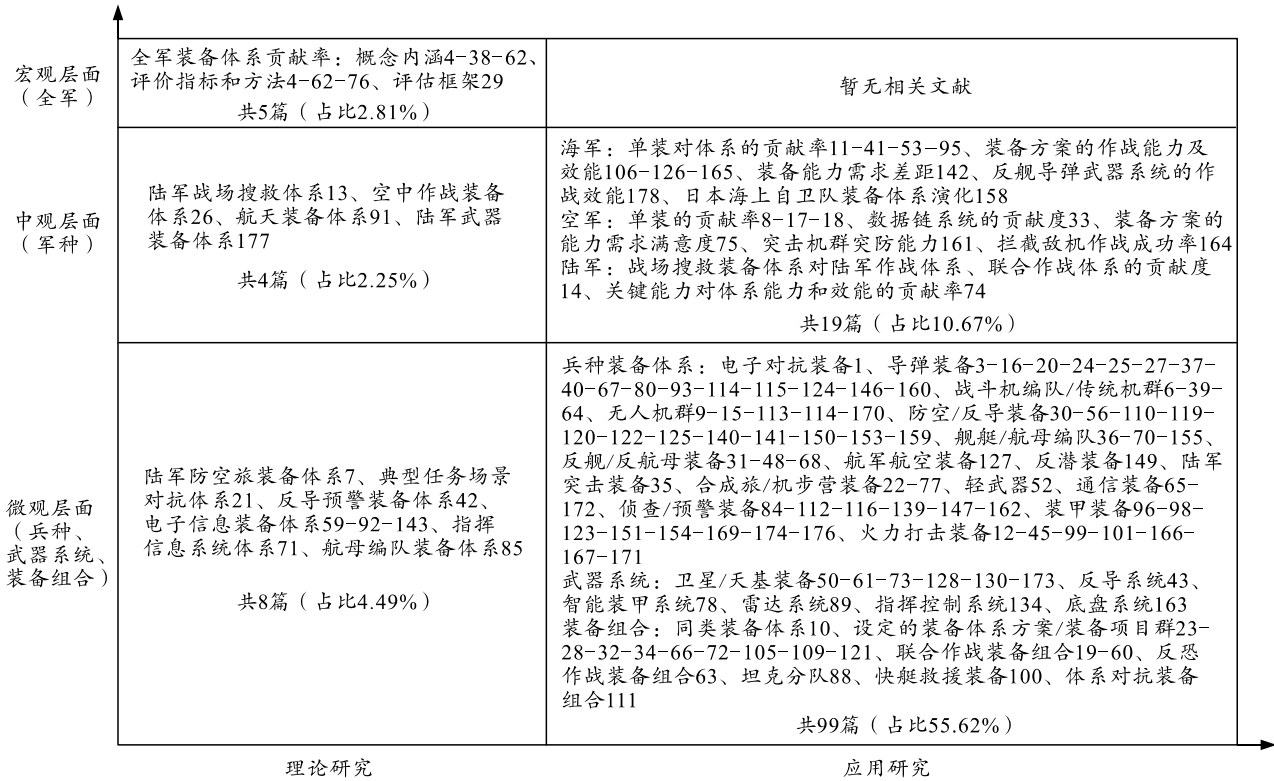 宏观层面
（全军）
全军装备体系贡献率：概念内涵4-38-62、
评价指标和方法4-62-76、评估框架29
共5篇（占比2.81%）
暂无相关文献
中观层面
（军种）
陆军战场搜救体系13、空中作战装备
体系26、航天装备体系91、陆军武器
装备体系177
共4篇（占比2.25%）
海军：单装对体系的贡献率11-41-53-95、装备方案的作战能力及
效能106-126-165、装备能力需求差距142、反舰导弹武器系统的作
战效能178、日本海上自卫队装备体系演化158
空军：单装的贡献率8-17-18、数据链系统的贡献度33、装备方案的
能力需求满意度75、突击机群突防能力161、拦截敌机作战成功率164
陆军：战场搜救装备体系对陆军作战体系、联合作战体系的贡献度
14、关键能力对体系能力和效能的贡献率74
共19篇（占比10.67%）
微观层面
（兵种、
武器系统、
装备组合）
陆军防空旅装备体系7、典型任务场景
对抗体系21、反导预警装备体系42、
电子信息装备体系59-92-143、指挥
信息系统体系71、航母编队装备体系85
共8篇（占比4.49%）
兵种装备体系：电子对抗装备1、导弹装备3-16-20-24-25-27-37-
40-67-80-93-114-115-124-146-160、战斗机编队/传统机群6-39-
64、无人机群9-15-113-114-170、防空/反导装备30-56-110-119-
120-122-125-140-141-150-153-159、舰艇/航母编队36-70-155、
反舰/反航母装备31-48-68、航军航空装备127、反潜装备149、陆军
突击装备35、合成旅/机步营装备22-77、轻武器52、通信装备65-
172、侦查/预警装备84-112-116-139-147-162、装甲装备96-98-
123-151-154-169-174-176、火力打击装备12-45-99-101-166-
167-171
武器系统：卫星/天基装备50-61-73-128-130-173、反导系统43、
智能装甲系统78、雷达系统89、指挥控制系统134、底盘系统163
装备组合：同类装备体系10、设定的装备体系方案/装备项目群23-
28-32-34-66-72-105-109-121、联合作战装备组合19-60、反恐
作战装备组合63、坦克分队88、快艇救援装备100、体系对抗装备
组合111
共99篇（占比55.62%）
理论研究
应用研究